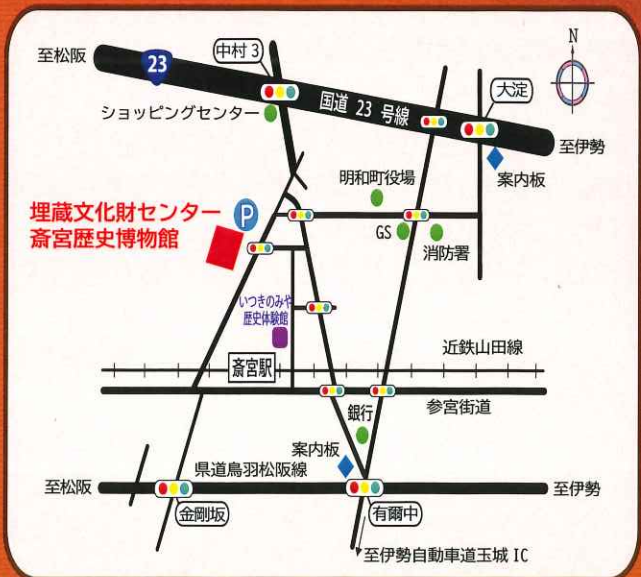 至松阪
23
中村3
国道 23 号線
大淀
N
ショッピングセンター
至伊勢
案内板
明和町役場
埋蔵文化財センター
斎宮歴史博物館
P
GS
消防署
いつきのみや
歴史体験館
近鉄山田線
斎宮駅
参宮街道
銀行
案内板
県道鳥羽松阪線
至松阪
至伊勢
金剛坂
有爾中
至伊勢自動車道玉城 IC